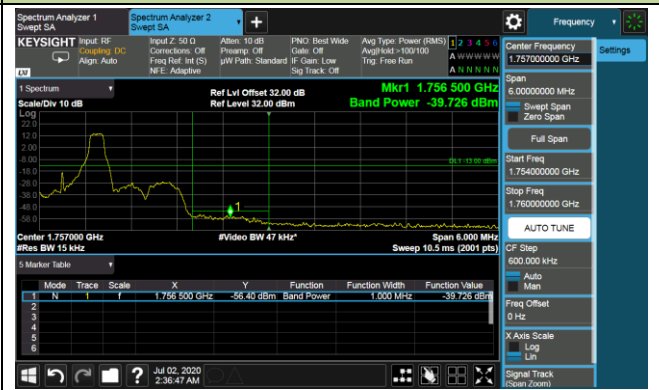 Spectrum Analyzer 1
Swept SA
Spectrum Analyzer 2
Swept SA
Frequency
KEYSIGHT
Input: RF
Coupling: DC
Align: Auto
Input Z: 50 Ω
Corrections: Off
Freq Ref: Int (S)
NFE: Adaptive
Atten: 10 dB
Preamp: Off
µW Path: Standard
PNO: Best Wide
Gate: Off
IF Gain: Low
Sig Track: Off
Avg Type: Power (RMS)
Avg|Hold:>100/100
Trig: Free Run
1 2 3 4 5 6
A W W W W W
A N N N N N
LXI
1 Spectrum
Scale/Div 10 dB
Ref Lvl Offset 32.00 dB
Ref Level 32.00 dBm
Mkr1 1.756 500 GHz
Band Power -39.726 dBm
Log
22.0
12.0
2.00
-8.00
-18.0
-28.0
-38.0
-48.0
-58.0
DL1 -13.00 dBm
1
Center 1.757000 GHz
#Res BW 15 kHz
#Video BW 47 kHz*
Span 6.000 MHz
Sweep 10.5 ms (2001 pts)
5 Marker Table
Mode Trace Scale X Y Function Function Width Function Value
1 N 1 f 1.756 500 GHz -56.40 dBm Band Power 1.000 MHz -39.726 dBm
2
3
4
5
6
Jul 02, 2020
2:36:47 AM
Center Frequency
1.757000000 GHz
Span
6.00000000 MHz
Swept Span
Zero Span
Full Span
Start Freq
1.754000000 GHz
Stop Freq
1.760000000 GHz
AUTO TUNE
CF Step
600.000 kHz
Auto
Man
Freq Offset
0 Hz
X Axis Scale
Log
Lin
Signal Track
(Span Zoom)
Settings